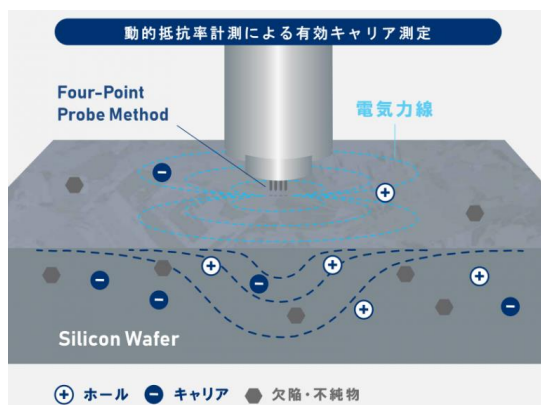 動的抵抗率計測による有効キャリア測定
Four-Point
Probe Method
電気力線
Silicon Wafer
ホール
キャリア
欠陥・不純物